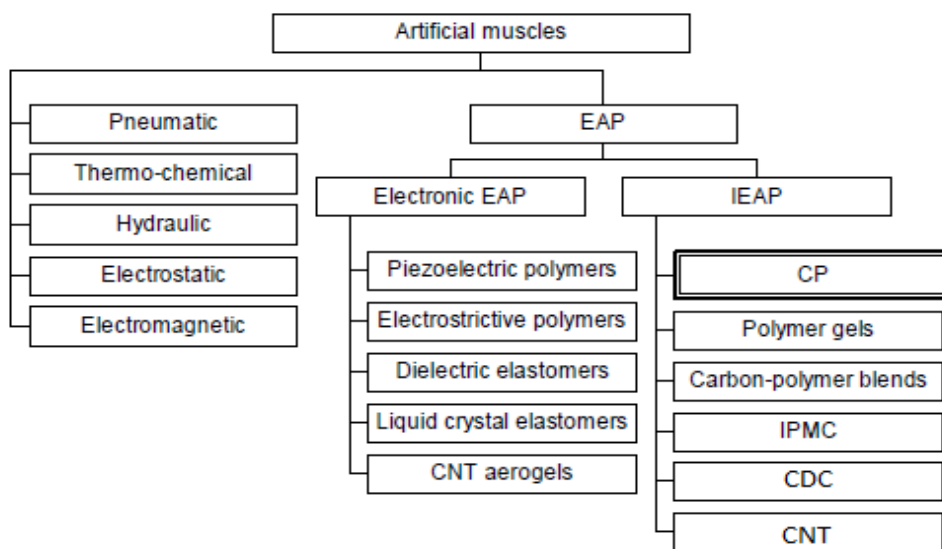 Artificial muscles
Pneumatic
Thermo-chemical
Hydraulic
Electrostatic
Electromagnetic
EAP
Electronic EAP
Piezoelectric polymers
Electrostrictive polymers
Dielectric elastomers
Liquid crystal elastomers
CNT aerogels
IEAP
CP
Polymer gels
Carbon-polymer blends
IPMC
CDC
CNT